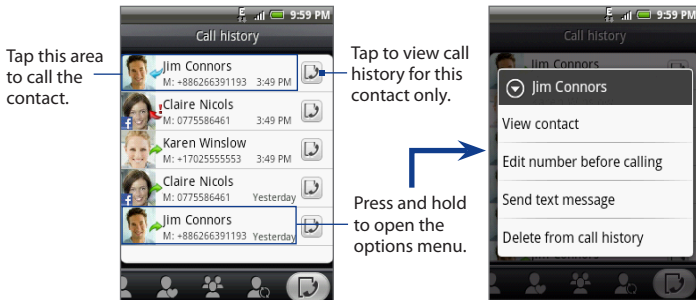 9:59 PM
Call history
Tap this area
to call the
contact.
Jim Connors
M: +886266391193 3:49 PM
Claire Nicols
M: 0775586461 3:49 PM
Karen Winslow
M: +17025555553 3:49 PM
Claire Nicols
M: 0775586461 Yesterday
Jim Connors
M: +886266391193 Yesterday
Tap to view call
history for this
contact only.
Press and hold
to open the
options menu.
9:59 PM
Call history
Jim Connors
Jim Connors
View contact
Edit number before calling
Send text message
Delete from call history